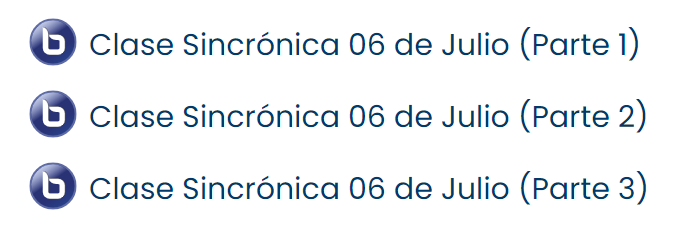 Clase Sincrónica 06 de Julio (Parte 1)
Clase Sincrónica 06 de Julio (Parte 2)
Clase Sincrónica 06 de Julio (Parte 3)